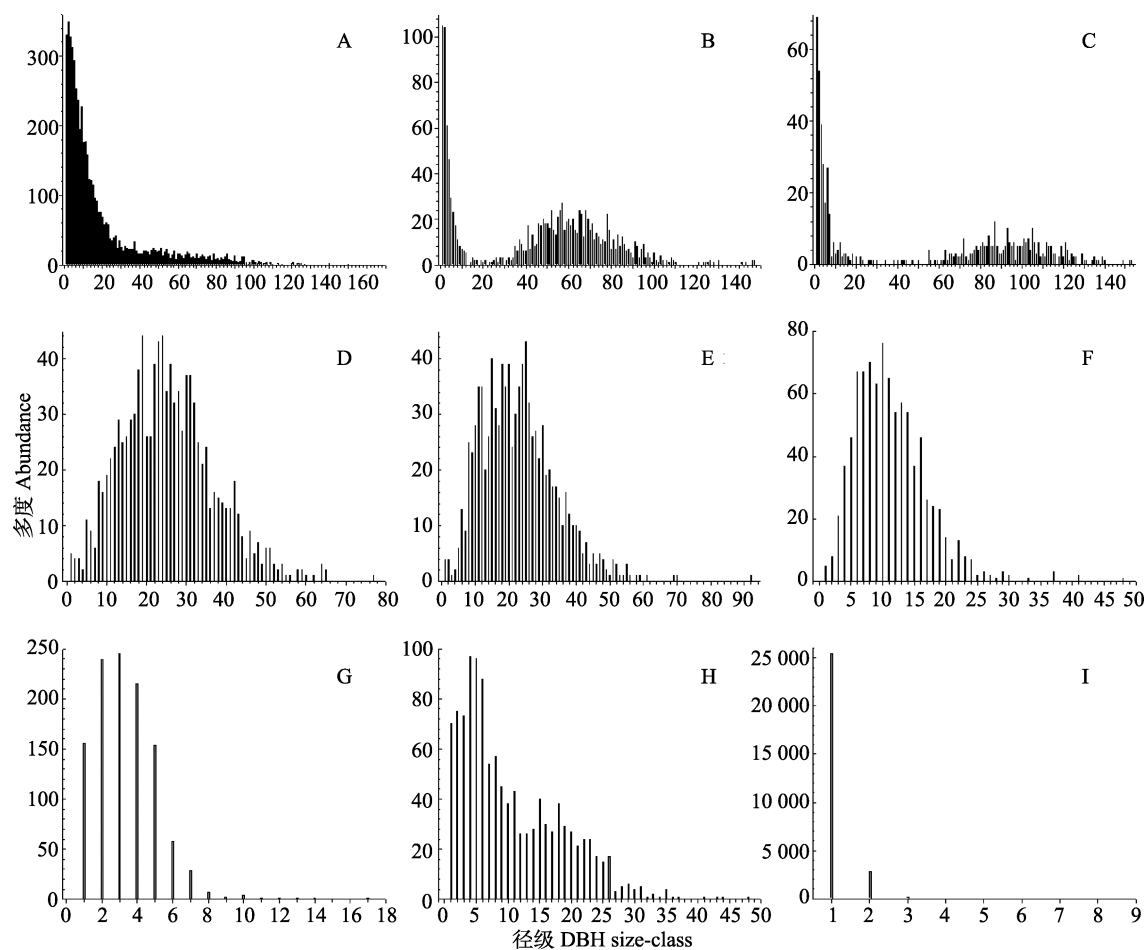 A
300
200
100
0
0 20 40 60 80 100 120 140 160
B
100
80
60
40
20
0
0 20 40 60 80 100 120 140
C
60
40
20
0
0 20 40 60 80 100 120 140
多度 Abundance
D
40
30
20
10
0
0 10 20 30 40 50 60 70 80
E
40
30
20
10
0
0 10 20 30 40 50 60 70 80 90
F
80
60
40
20
0
0 5 10 15 20 25 30 35 40 45 50
G
250
200
150
100
50
0
0 2 4 6 8 10 12 14 16 18
H
100
80
60
40
20
0
0 5 10 15 20 25 30 35 40 45 50
I
25 000
20 000
15 000
10 000
5 000
0
1 2 3 4 5 6 7 8 9
径级 DBH size-class